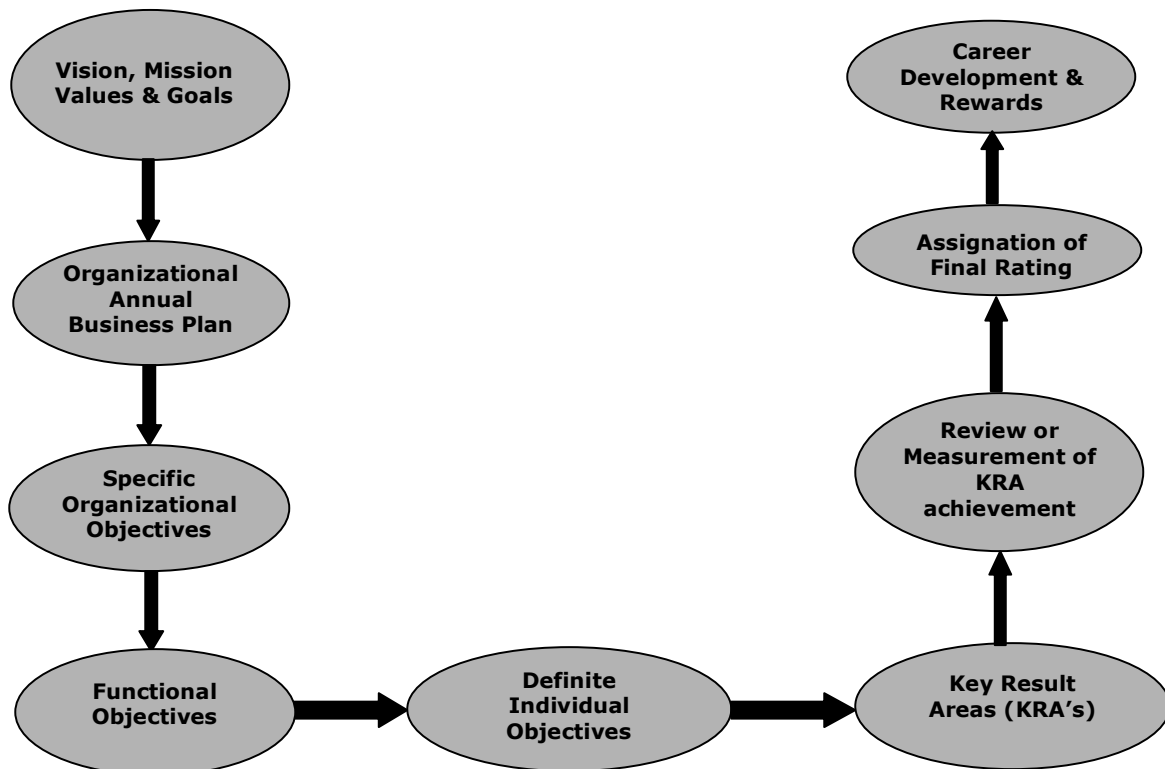 Vision, Mission
Values & Goals
Organizational
Annual
Business Plan
Specific
Organizational
Objectives
Functional
Objectives
Definite
Individual
Objectives
Key Result
Areas (KRA’s)
Review or
Measurement of
KRA
achievement
Assignation of
Final Rating
Career
Development &
Rewards